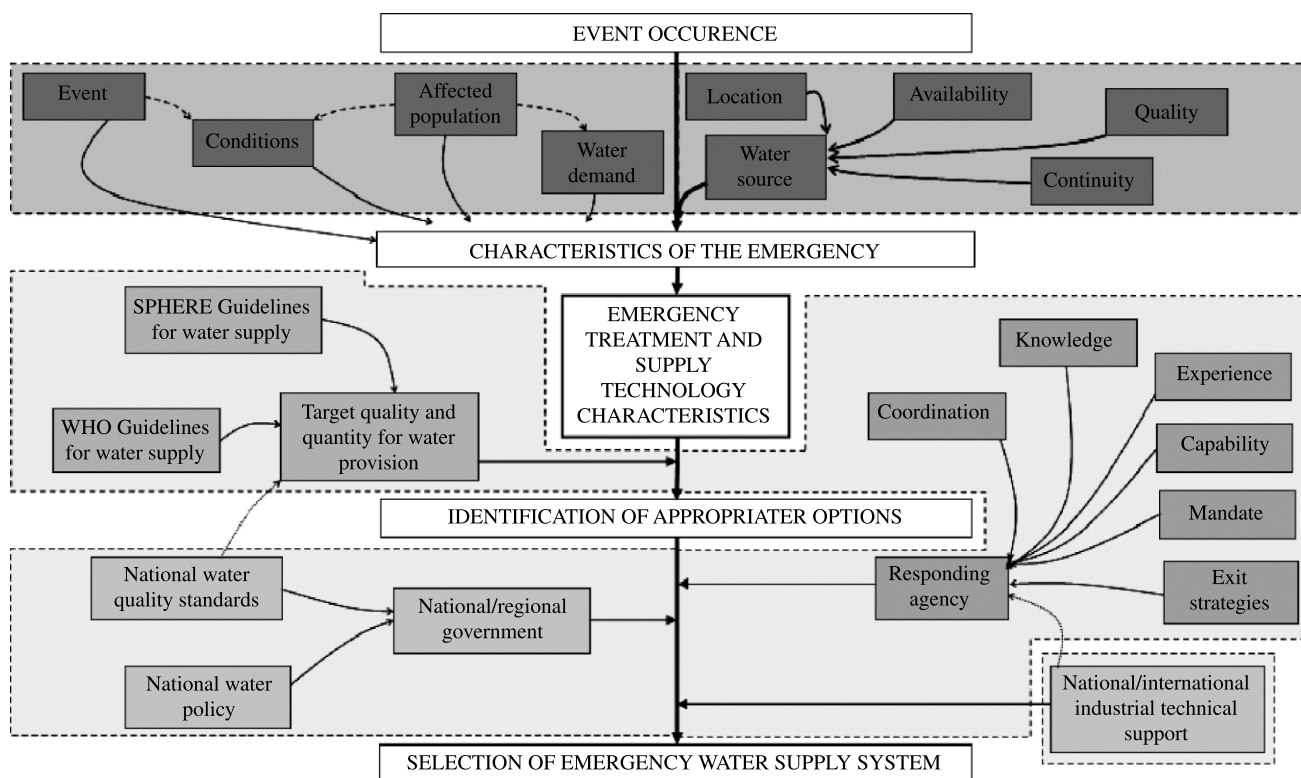 EVENT OCCURENCE
Event
Affected
population
Location
Availability
Quality
Conditions
Water
demand
Water
source
Continuity
CHARACTERISTICS OF THE EMERGENCY
SPHERE Guidelines
for water supply
EMERGENCY
TREATMENT AND
SUPPLY
TECHNOLOGY
CHARACTERISTICS
Knowledge
Experience
WHO Guidelines
for water supply
Target quality and
quantity for water
provision
Coordination
Capability
Mandate
IDENTIFICATION OF APPROPRIATER OPTIONS
National water
quality standards
National/regional
government
Responding
agency
Exit
strategies
National water
policy
National/international
industrial technical
support
SELECTION OF EMERGENCY WATER SUPPLY SYSTEM